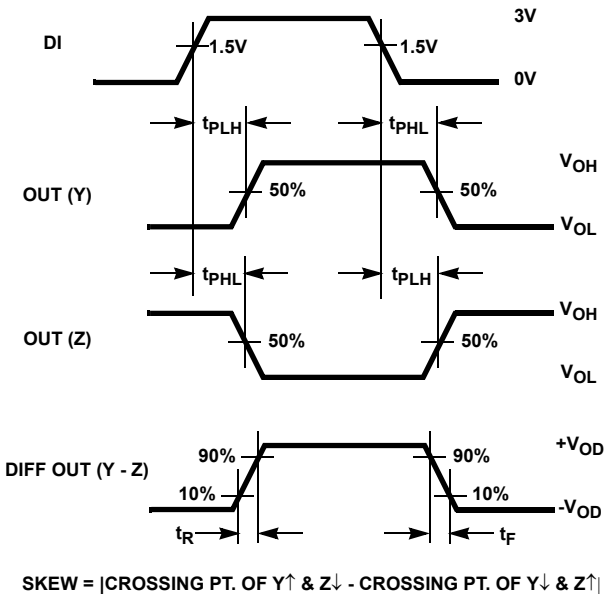 3V
DI
1.5V
1.5V
0V
tPLH
tPHL
VOH
OUT (Y)
50%
50%
VOL
tPHL
tPLH
VOH
OUT (Z)
50%
50%
VOL
+VOD
DIFF OUT (Y - Z)
90%
90%
10%
10%
-VOD
tR
tF
SKEW = |CROSSING PT. OF Y↑ & Z↓ - CROSSING PT. OF Y↓ & Z↑|